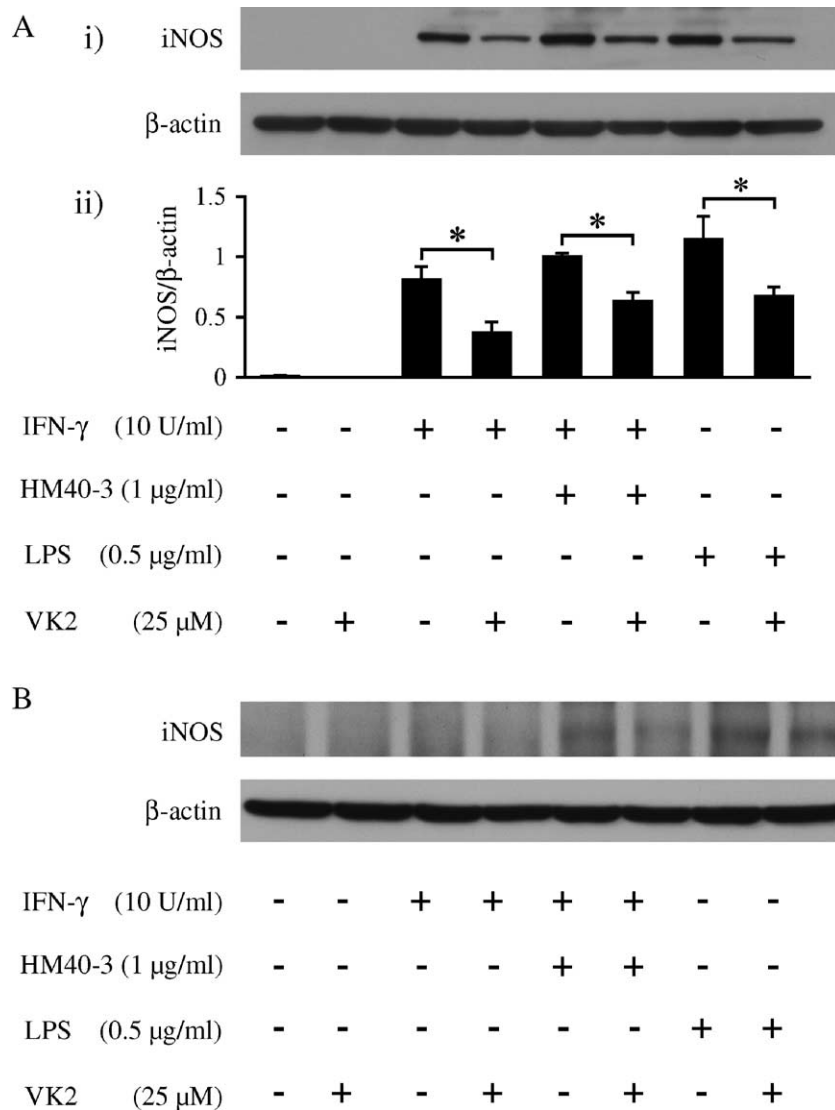 A
i) iNOS
β-actin
ii)
iNOS/β-actin
1.5
1
0.5
0
* * *
IFN-γ (10 U/ml) - - + + + + - -
HM40-3 (1 µg/ml) - - - - + + - -
LPS (0.5 µg/ml) - - - - - - + +
VK2 (25 µM) - + - + - + - +
B
iNOS
β-actin
IFN-γ (10 U/ml) - - + + + + - -
HM40-3 (1 µg/ml) - - - - + + - -
LPS (0.5 µg/ml) - - - - - - + +
VK2 (25 µM) - + - + - + - +